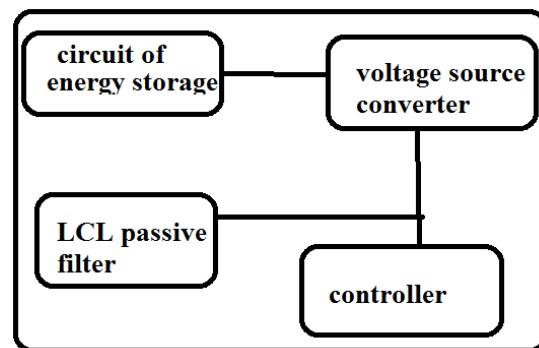 circuit of
energy storage
voltage source
converter
LCL passive
filter
controller